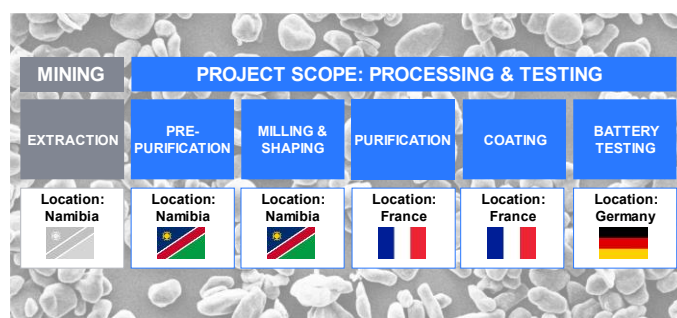 MINING
PROJECT SCOPE: PROCESSING & TESTING
EXTRACTION
PRE-
PURIFICATION
MILLING &
SHAPING
PURIFICATION
COATING
BATTERY
TESTING
Location:
Namibia
Location:
Namibia
Location:
Namibia
Location:
France
Location:
France
Location:
Germany